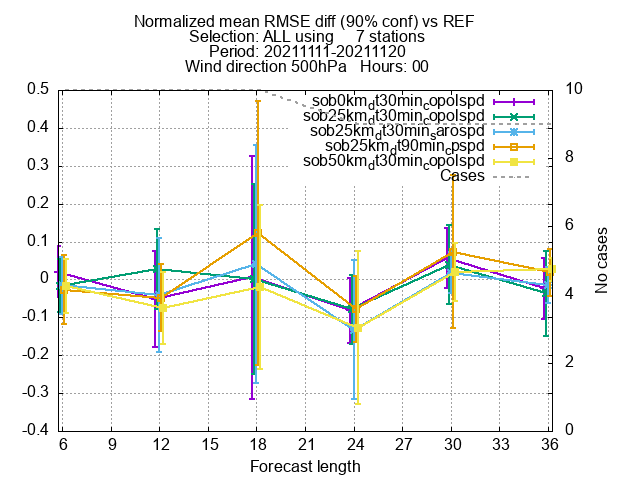 Normalized mean RMSE diff (90% conf) vs REF
Selection: ALL using 7 stations
Period: 20211111-20211120
Wind direction 500hPa Hours: 00
sob0km_dt30min_copolspd
sob25km_dt30min_copolspd
sob25km_dt30min_sarospd
sob25km_dt90min_cpspd
sob50km_dt30min_copolspd
Cases
0.5
0.4
0.3
0.2
0.1
0
-0.1
-0.2
-0.3
-0.4
10
8
6
4
2
0
No cases
6 9 12 15 18 21 24 27 30 33 36
Forecast length